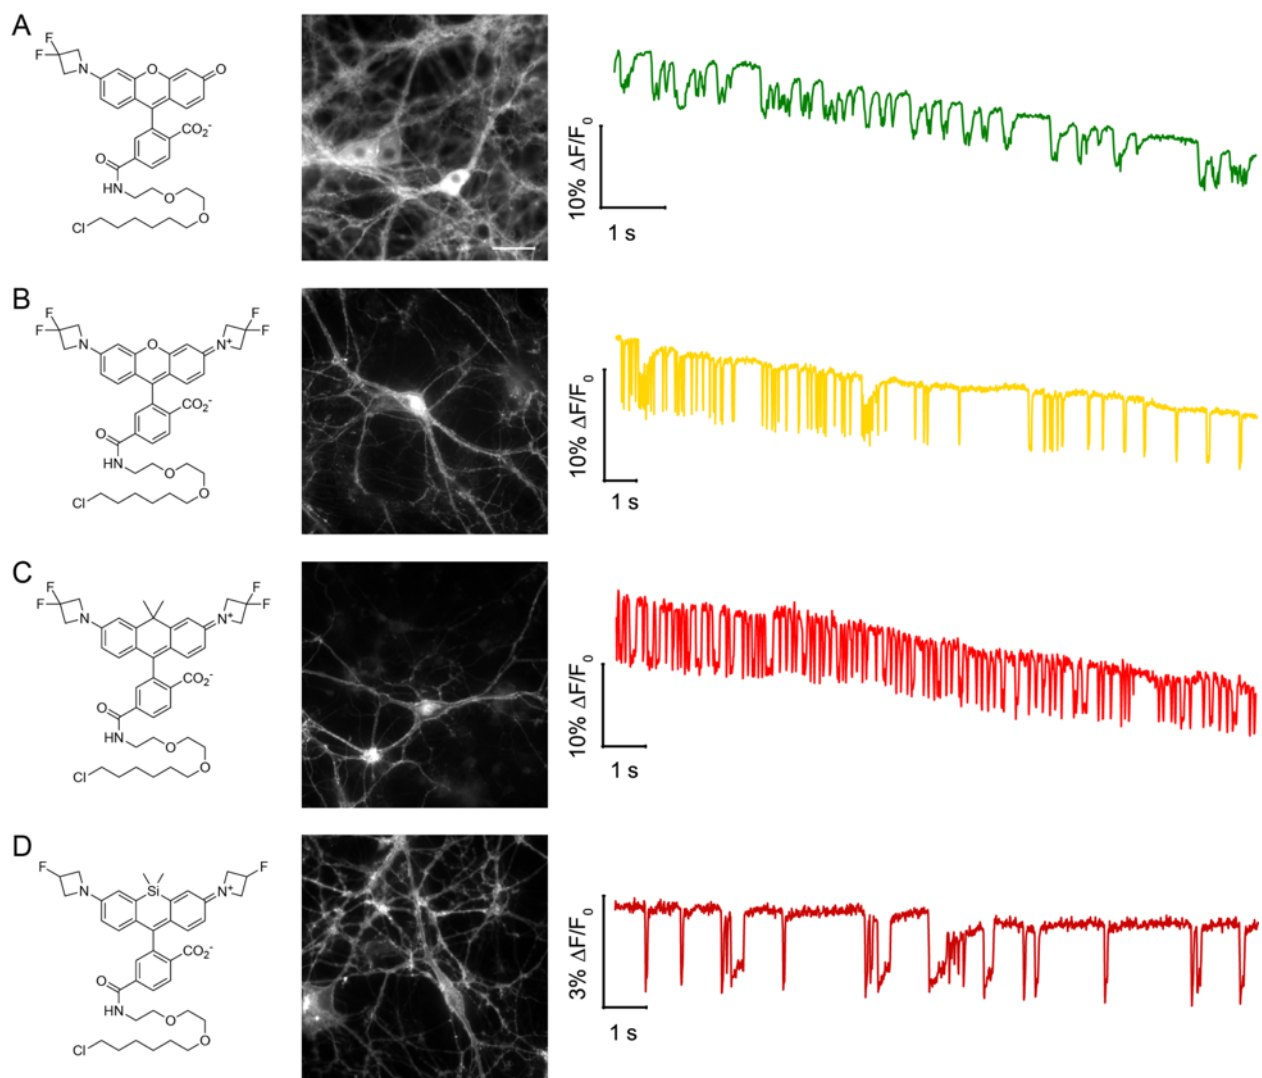 A
F
F
N
O
O
CO2-
O
HN
O
O
Cl
10% ΔF/F0
1 s
B
F
F
N
O
N+
F
F
CO2-
O
HN
O
O
Cl
10% ΔF/F0
1 s
C
F
F
N
N+
F
F
CO2-
O
HN
O
O
Cl
10% ΔF/F0
1 s
D
F
N
Si
N+
F
CO2-
O
HN
O
O
Cl
3% ΔF/F0
1 s